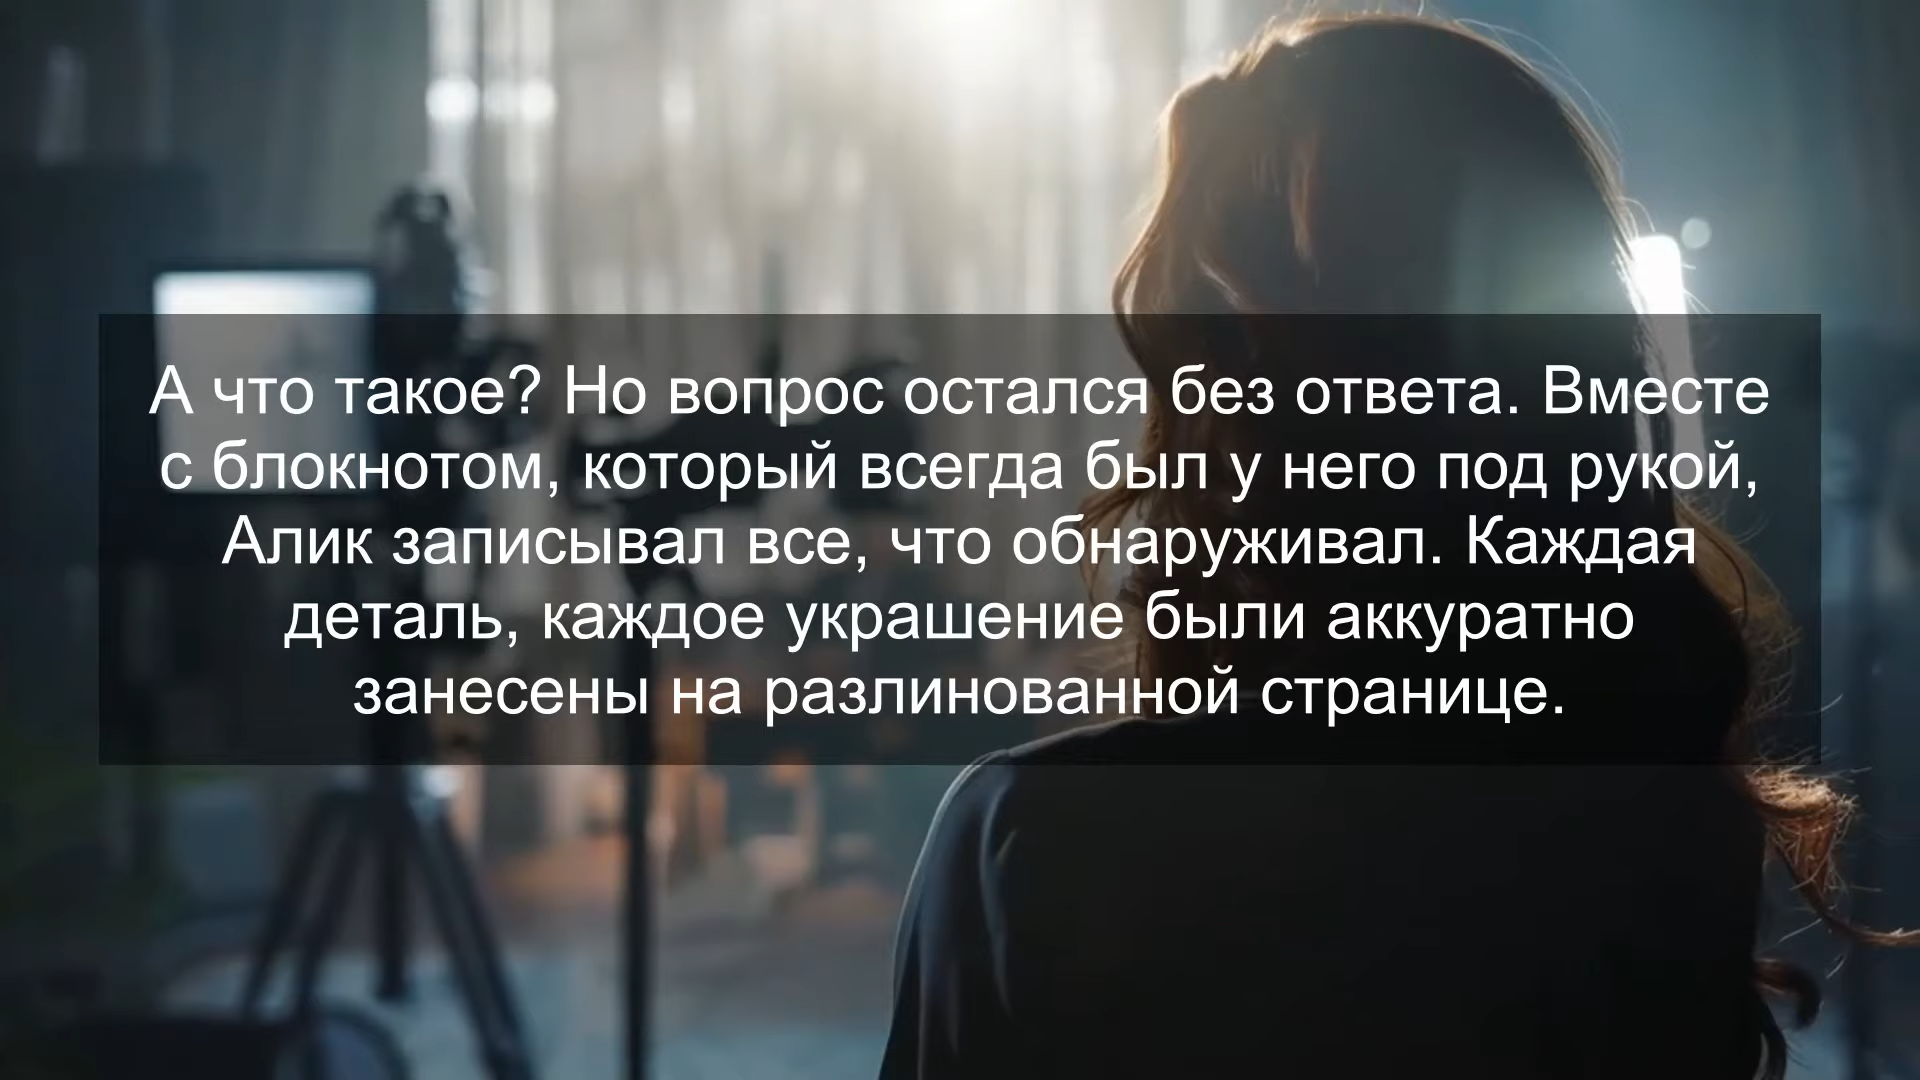 А что такое? Но вопрос остался без ответа. Вместе
с блокнотом, который всегда был у него под рукой,
Алик записывал все, что обнаруживал. Каждая
деталь, каждое украшение были аккуратно
занесены на разлинованной странице.